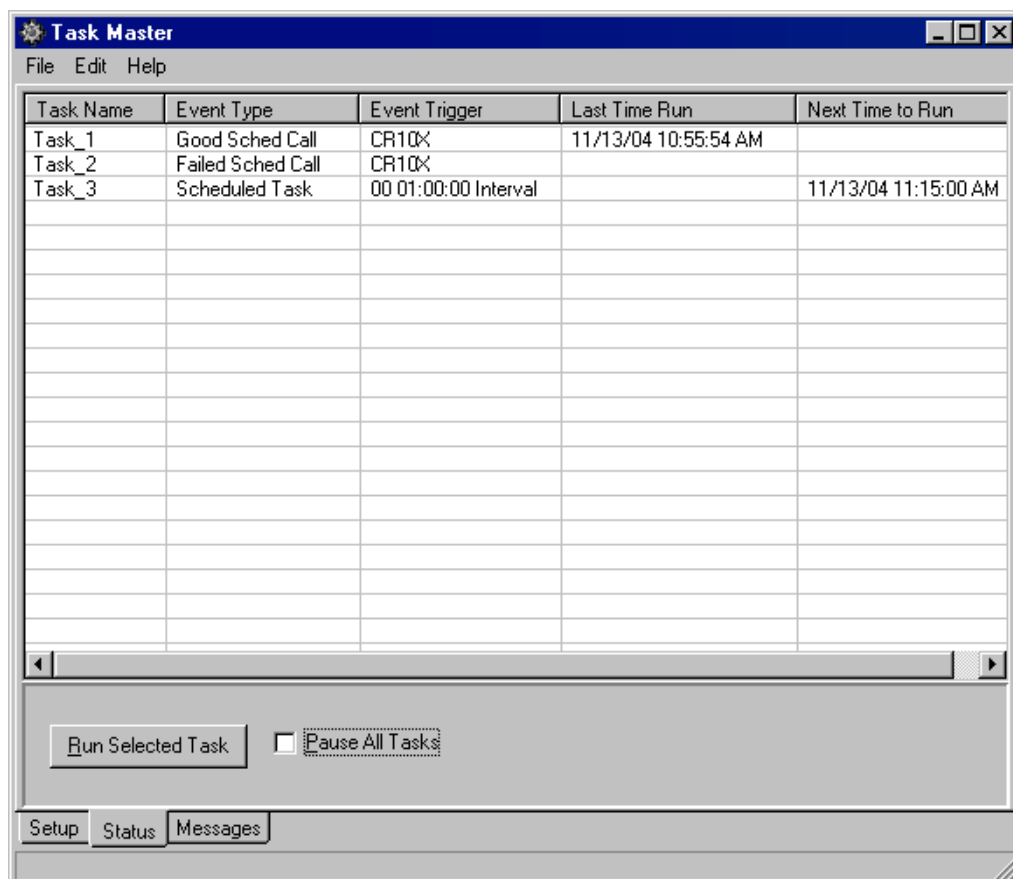 Task Master
File Edit Help
Task Name Event Type Event Trigger Last Time Run Next Time to Run
Task_1 Good Sched Call CR10X 11/13/04 10:55:54 AM
Task_2 Failed Sched Call CR10X
Task_3 Scheduled Task 00 01:00:00 Interval 11/13/04 11:15:00 AM
Run Selected Task Pause All Tasks
Setup Status Messages